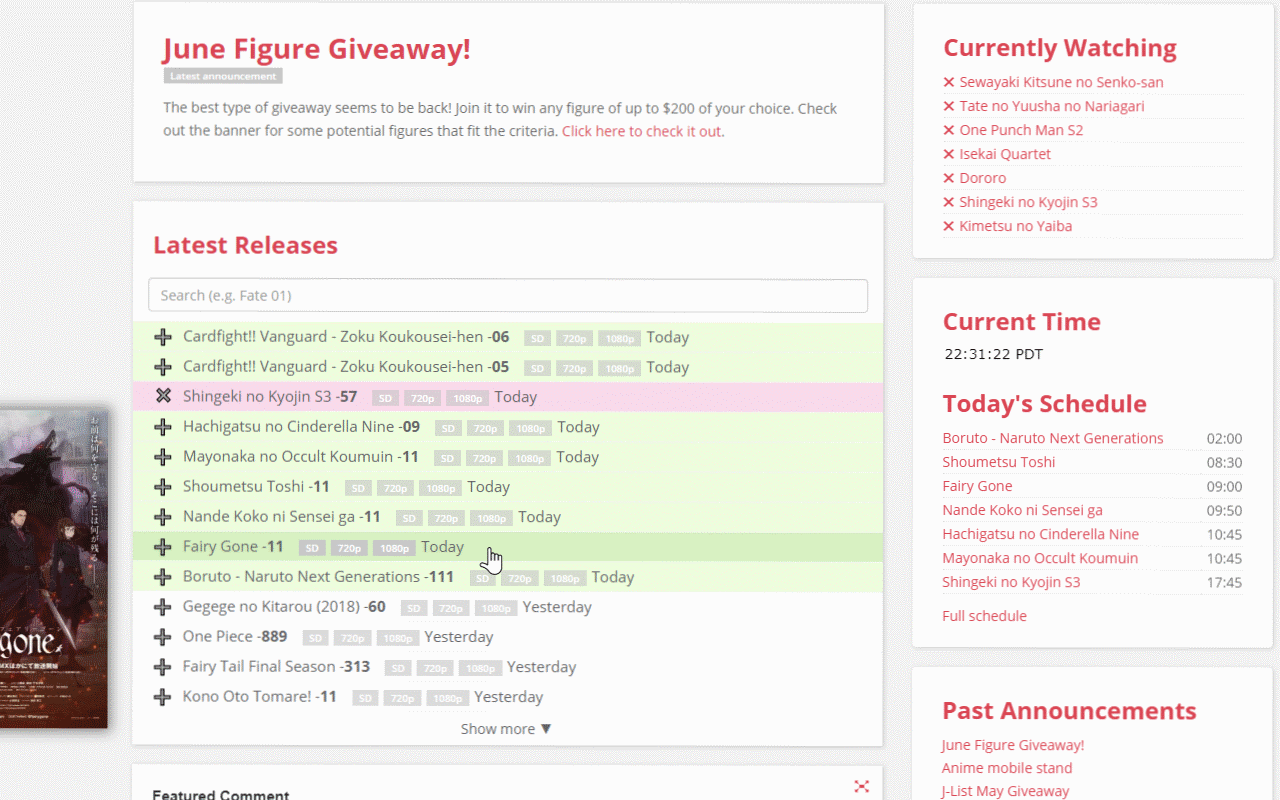 June Figure Giveaway!
Latest announcement
The best type of giveaway seems to be back! Join it to win any figure of up to $200 of your choice. Check
out the banner for some potential figures that fit the criteria. Click here to check it out.
Latest Releases
Search (e.g. Fate 01)
Cardfight!! Vanguard - Zoku Koukousei-hen -06 SD 720p 1080p Today
Cardfight!! Vanguard - Zoku Koukousei-hen -05 SD 720p 1080p Today
Shingeki no Kyojin S3 -57 SD 720p 1080p Today
Hachigatsu no Cinderella Nine -09 SD 720p 1080p Today
Mayonaka no Occult Koumuin -11 SD 720p 1080p Today
Shoumetsu Toshi -11 SD 720p 1080p Today
Nande Koko ni Sensei ga -11 SD 720p 1080p Today
Fairy Gone -11 SD 720p 1080p Today
Boruto - Naruto Next Generations -111 SD 720p 1080p Today
Gegege no Kitarou (2018) -60 SD 720p 1080p Yesterday
One Piece -889 SD 720p 1080p Yesterday
Fairy Tail Final Season -313 SD 720p 1080p Yesterday
Kono Oto Tomare! -11 SD 720p 1080p Yesterday
Show more ▼
Featured Comment
Currently Watching
Sewayaki Kitsune no Senko-san
Tate no Yuusha no Nariagari
One Punch Man S2
Isekai Quartet
Dororo
Shingeki no Kyojin S3
Kimetsu no Yaiba
Current Time
22:31:22 PDT
Today's Schedule
Boruto - Naruto Next Generations 02:00
Shoumetsu Toshi 08:30
Fairy Gone 09:00
Nande Koko ni Sensei ga 09:50
Hachigatsu no Cinderella Nine 10:45
Mayonaka no Occult Koumuin 10:45
Shingeki no Kyojin S3 17:45
Full schedule
Past Announcements
June Figure Giveaway!
Anime mobile stand
J-List May Giveaway
gone.